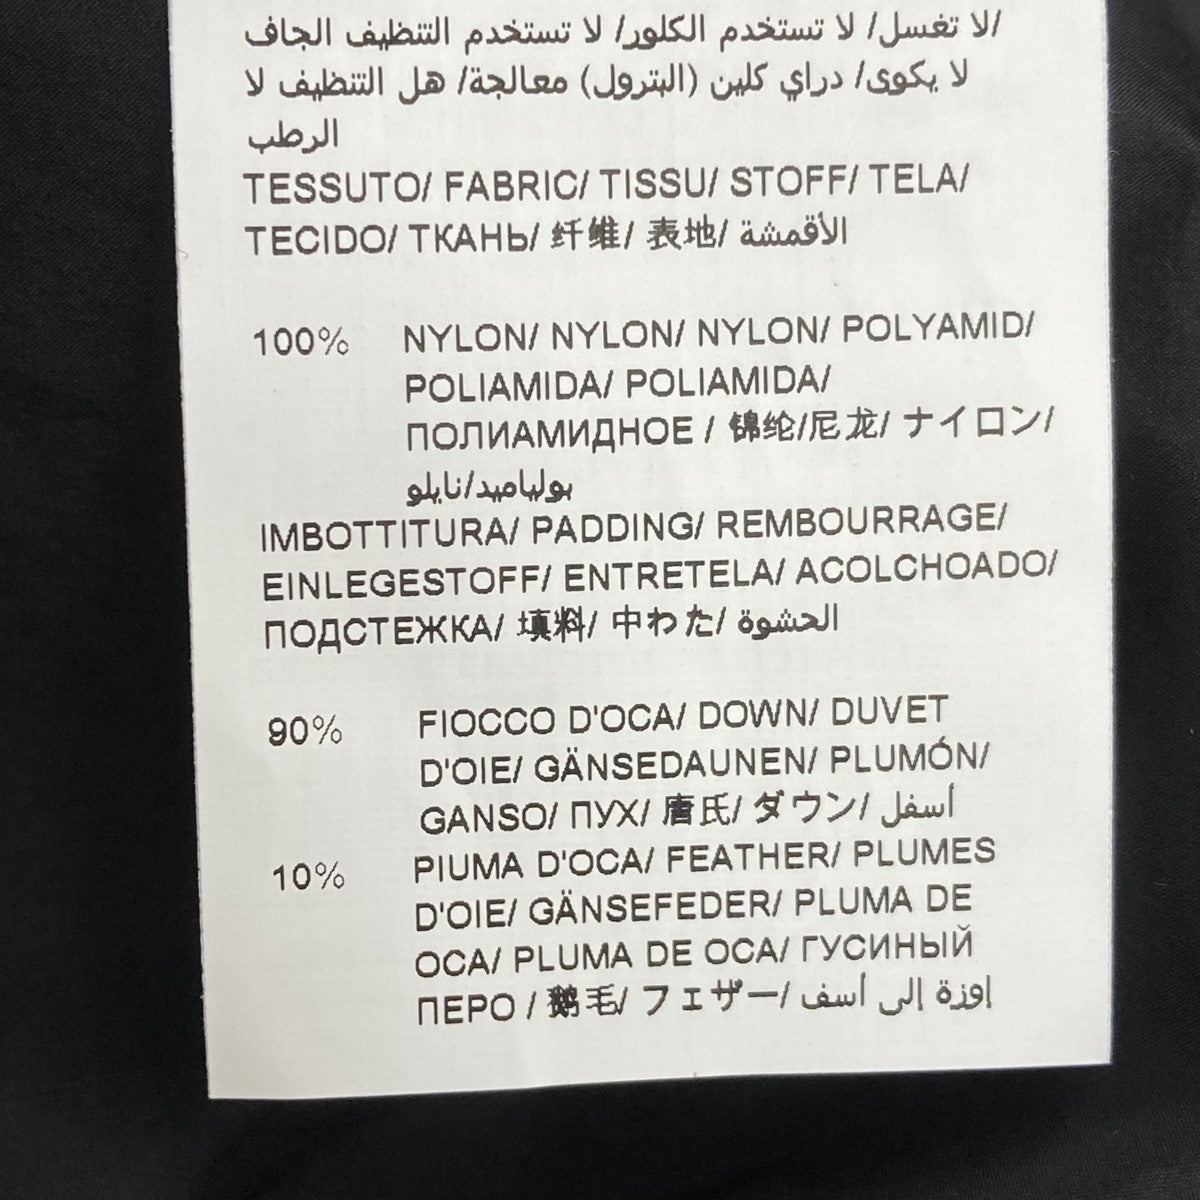 لا تغسل/ لا تستخدم الكلور/ لا تستخدم التنظيف الجاف/
لا يكوى/ دراي كلين (البترول) معالجة/ هل التنظيف لا
الرطب
TESSUTO/ FABRIC/ TISSU/ STOFF/ TELA/
TECIDO/ ТКАНЬ/ 纤维/ 表地/ الأقمشة
100% NYLON/ NYLON/ NYLON/ POLYAMID/
POLIAMIDA/ POLIAMIDA/
ПОЛИАМИДНОЕ / 锦纶/尼龙/ ナイロン/
بولياميد/نايلو
IMBOTTITURA/ PADDING/ REMBOURRAGE/
EINLEGESTOFF/ ENTRETELA/ ACOLCHOADO/
ПОДСТЕЖКА/ 填料/ 中わた/ الحشوة
90% FIOCCO D'OCA/ DOWN/ DUVET
D'OIE/ GÄNSEDAUNEN/ PLUMÓN/
GANSO/ ПУХ/ 唐氏/ ダウン/ أسفل
10% PIUMA D'OCA/ FEATHER/ PLUMES
D'OIE/ GÄNSEFEDER/ PLUMA DE
OCA/ PLUMA DE OCA/ ГУСИНЫЙ
ПЕРО / 鹅毛/ フェザー/ إوزة إلى أسف